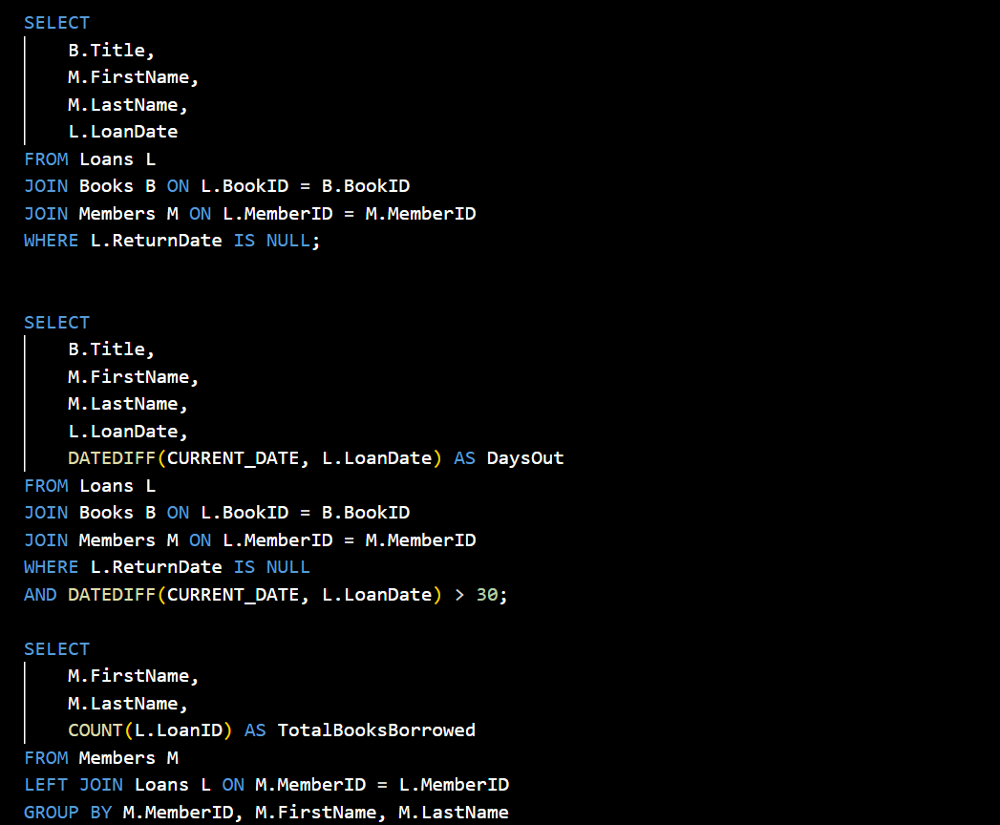 SELECT
    B.Title,
    M.FirstName,
    M.LastName,
    L.LoanDate
FROM Loans L
JOIN Books B ON L.BookID = B.BookID
JOIN Members M ON L.MemberID = M.MemberID
WHERE L.ReturnDate IS NULL;
SELECT
    B.Title,
    M.FirstName,
    M.LastName,
    L.LoanDate,
    DATEDIFF(CURRENT_DATE, L.LoanDate) AS DaysOut
FROM Loans L
JOIN Books B ON L.BookID = B.BookID
JOIN Members M ON L.MemberID = M.MemberID
WHERE L.ReturnDate IS NULL
AND DATEDIFF(CURRENT_DATE, L.LoanDate) > 30;
SELECT
    M.FirstName,
    M.LastName,
    COUNT(L.LoanID) AS TotalBooksBorrowed
FROM Members M
LEFT JOIN Loans L ON M.MemberID = L.MemberID
GROUP BY M.MemberID, M.FirstName, M.LastName